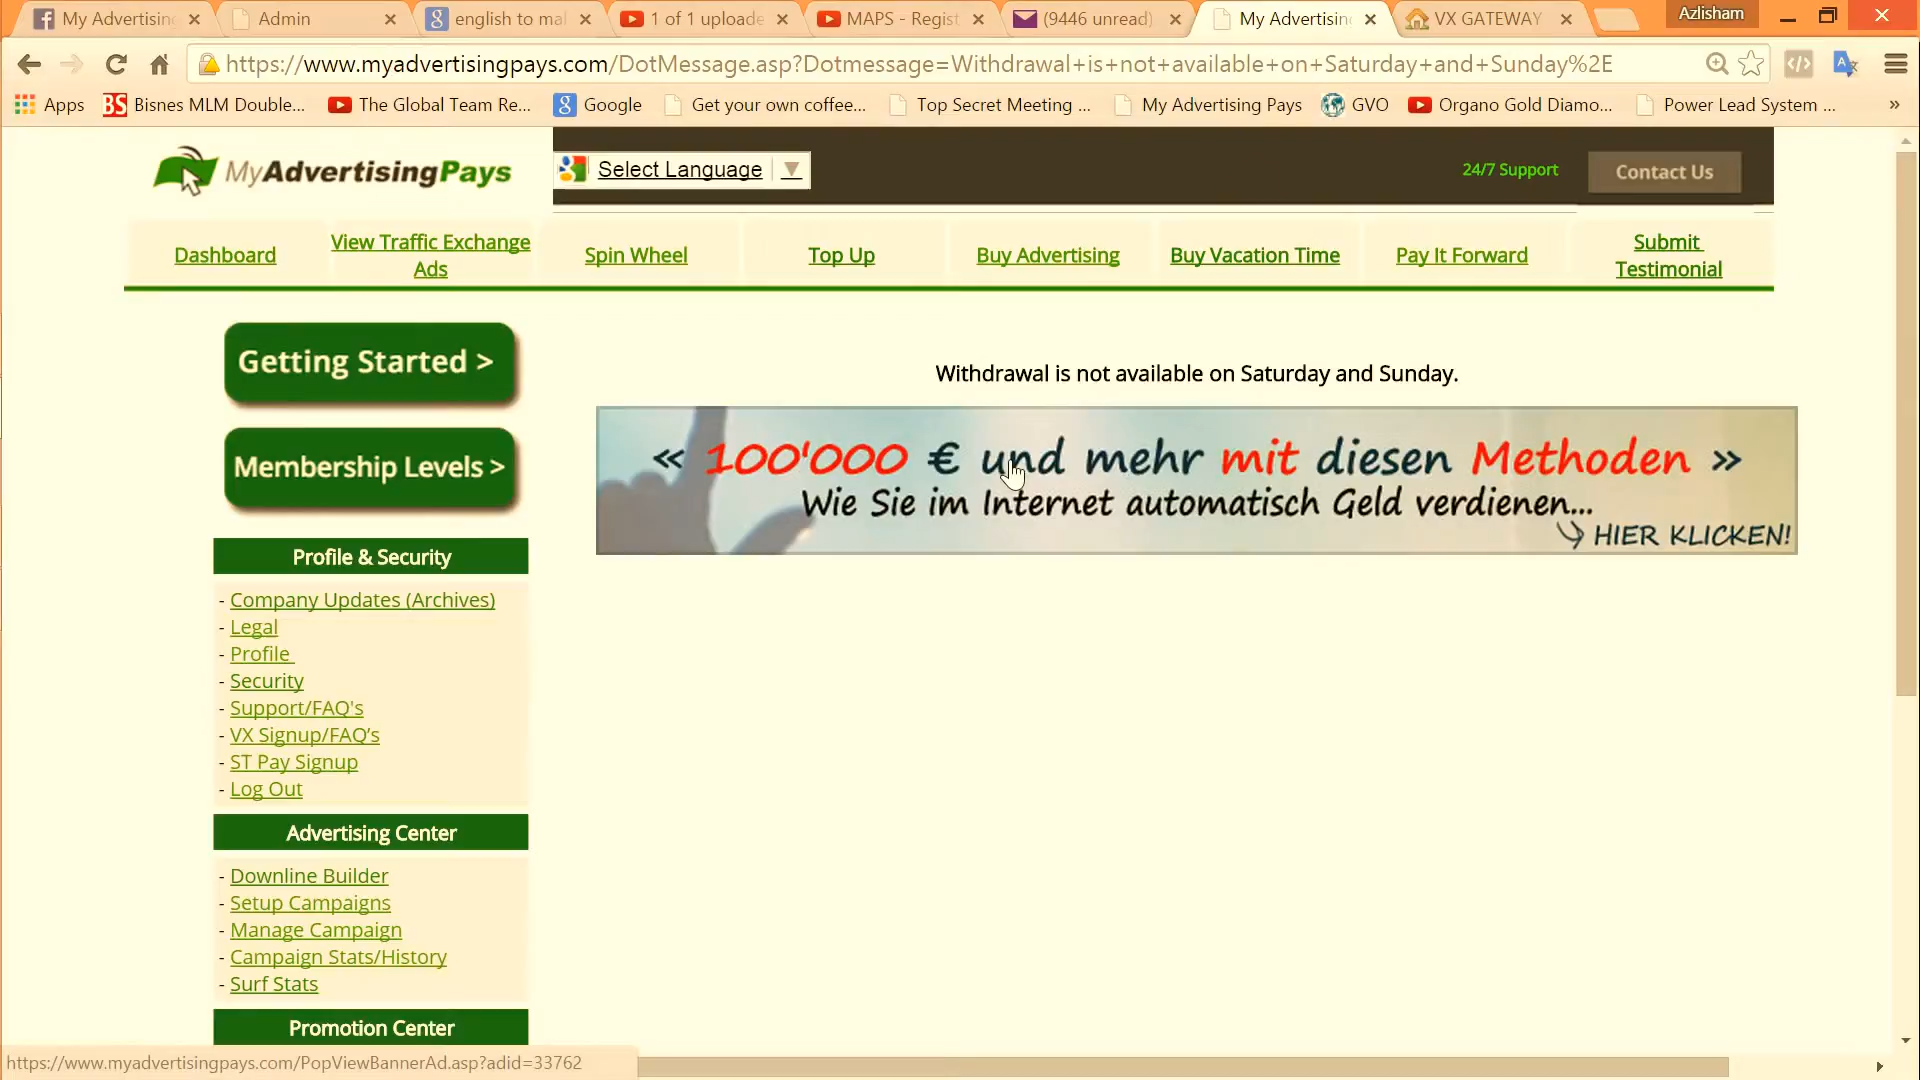 My Advertisin
Admin
english to mal
1 of 1 uploade
MAPS - Regist
(9446 unread)
My Advertisin
VX GATEWAY
Azlisham
https://www.myadvertisingpays.com/DotMessage.asp?Dotmessage=Withdrawal+is+not+available+on+Saturday+and+Sunday%2E
Apps
BS Bisnes MLM Double...
The Global Team Re...
Google
Get your own coffee...
Top Secret Meeting ...
My Advertising Pays
GVO
Organo Gold Diamo...
Power Lead System ...
»
MyAdvertisingPays
Select Language ▼
24/7 Support
Contact Us
Dashboard
View Traffic Exchange
Ads
Spin Wheel
Top Up
Buy Advertising
Buy Vacation Time
Pay It Forward
Submit
Testimonial
Getting Started >
Membership Levels >
Withdrawal is not available on Saturday and Sunday.
« 100'000 € und mehr mit diesen Methoden »
Wie Sie im Internet automatisch Geld verdienen...
HIER KLICKEN!
Profile & Security
- Company Updates (Archives)
- Legal
- Profile
- Security
- Support/FAQ's
- VX Signup/FAQ's
- ST Pay Signup
- Log Out
Advertising Center
- Downline Builder
- Setup Campaigns
- Manage Campaign
- Campaign Stats/History
- Surf Stats
Promotion Center
https://www.myadvertisingpays.com/PopViewBannerAd.asp?adid=33762